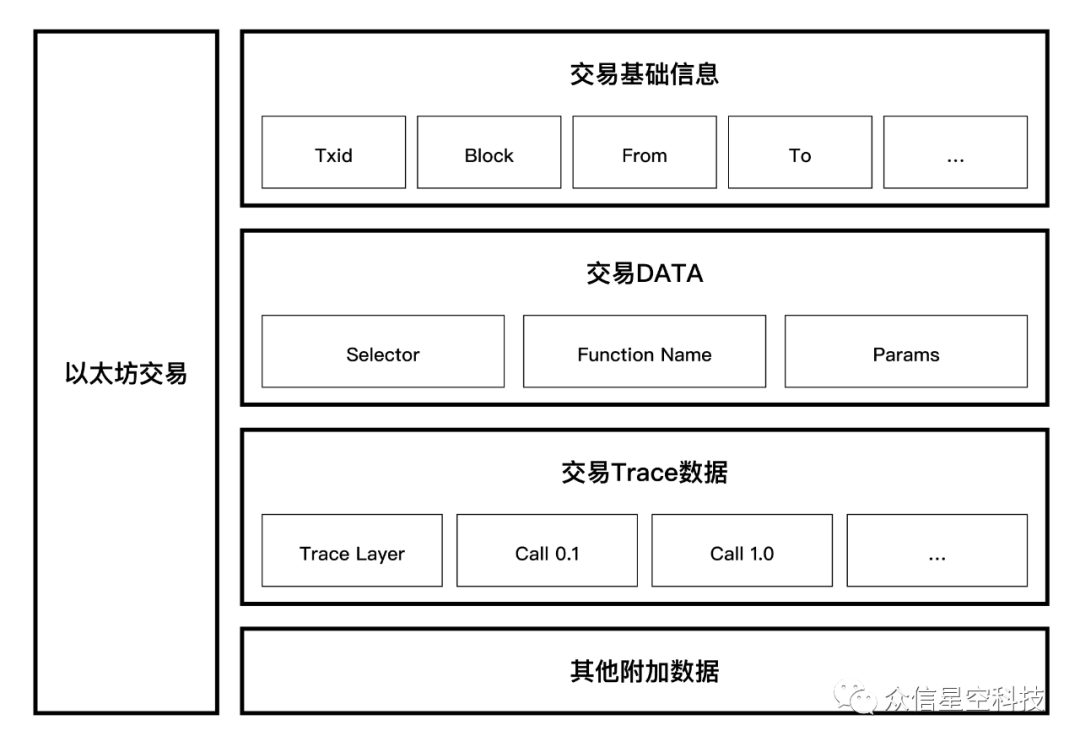 以太坊交易
交易基础信息
Txid
Block
From
To
...
交易DATA
Selector
Function Name
Params
交易Trace数据
Trace Layer
Call 0.1
Call 1.0
...
其他附加数据
众信星空科技